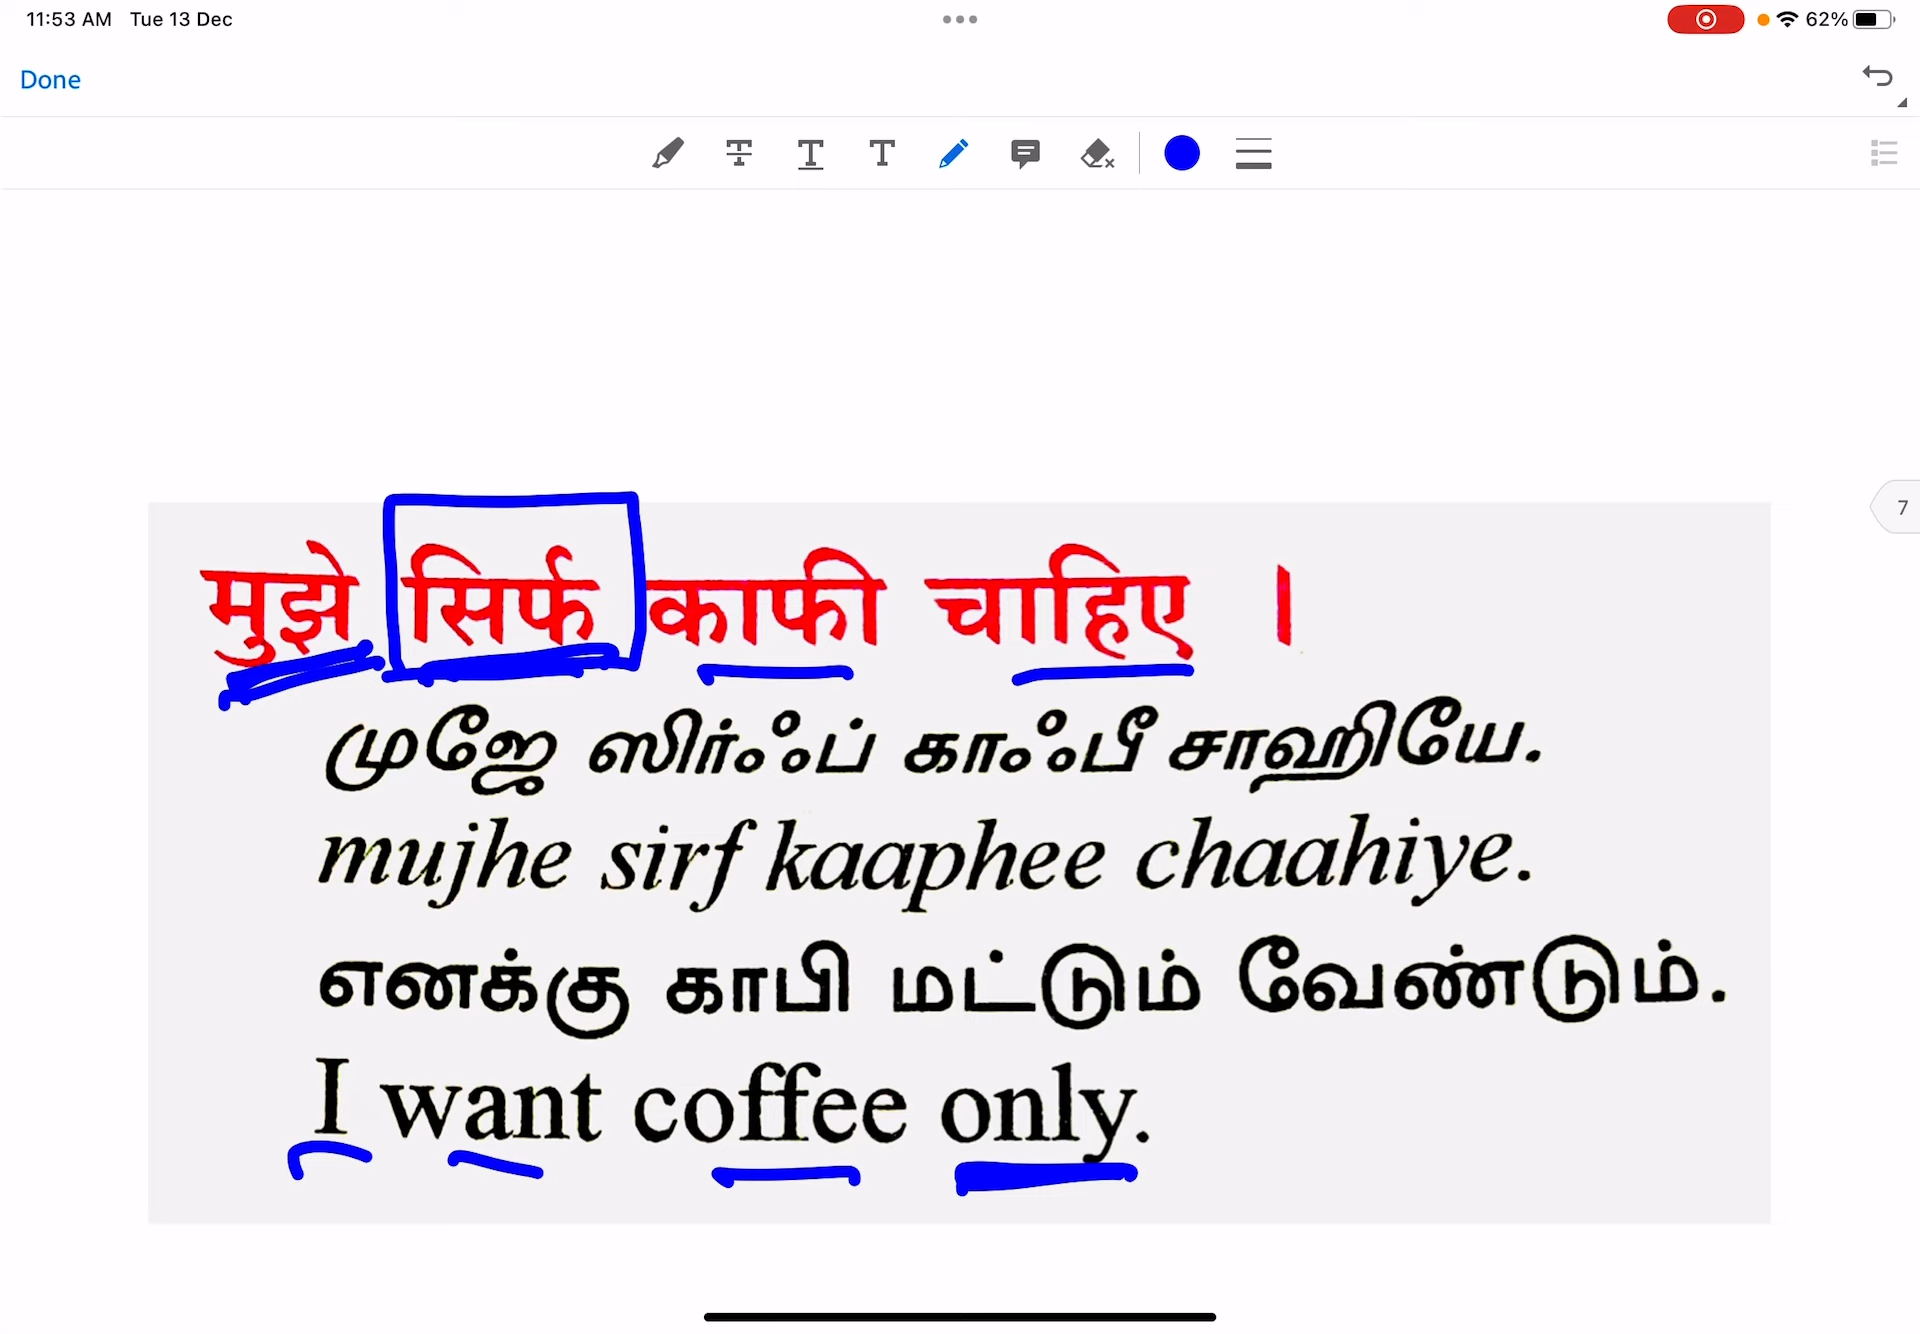 11:53 AM Tue 13 Dec
62%
Done
7
मुझे सिर्फ काफी चाहिए ।
முஜே ஸிர்ஃப் காஃபீ சாஹியே.
mujhe sirf kaaphee chaahiye.
எனக்கு காபி மட்டும் வேண்டும்.
I want coffee only.